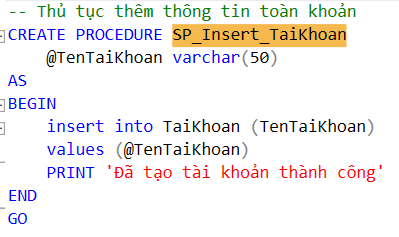 -- Thủ tục thêm thông tin toàn khoản
CREATE PROCEDURE SP_Insert_TaiKhoan
@TenTaiKhoan varchar(50)
AS
BEGIN
insert into TaiKhoan (TenTaiKhoan)
values (@TenTaiKhoan)
PRINT 'Đã tạo tài khoản thành công'
END
GO